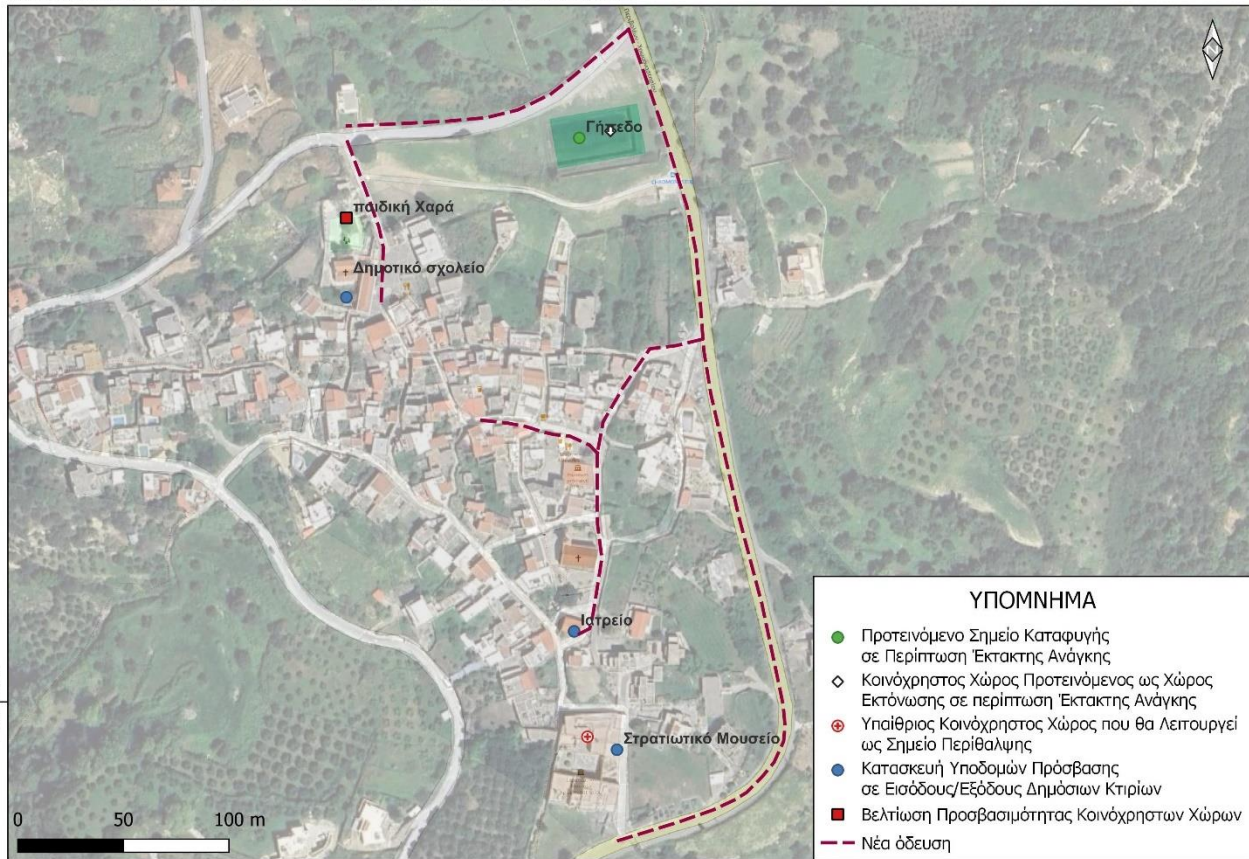 Γήπεδο
παιδική Χαρά
Δημοτικό σχολείο
Ιατρείο
Στρατιωτικό Μουσείο
0 50 100 m
ΥΠΟΜΝΗΜΑ
Προτεινόμενο Σημείο Καταφυγής
σε Περίπτωση Έκτακτης Ανάγκης
Κοινόχρηστος Χώρος Προτεινόμενος ως Χώρος
Εκτόνωσης σε περίπτωση Έκτακτης Ανάγκης
Υπαίθριος Κοινόχρηστος Χώρος που θα Λειτουργεί
ως Σημείο Περίθαλψης
Κατασκευή Υποδομών Πρόσβασης
σε Εισόδους/Εξόδους Δημόσιων Κτιρίων
Βελτίωση Προσβασιμότητας Κοινόχρηστων Χώρων
Νέα όδευση